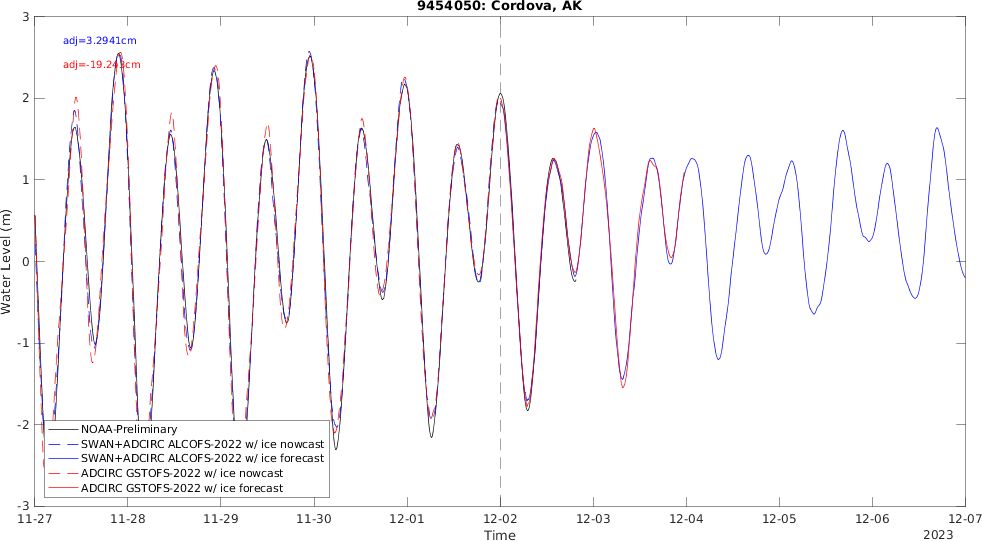 9454050: Cordova, AK
adj=3.2941cm
adj=-19.243cm
3
2
1
0
-1
-2
-3
Water Level (m)
NOAA-Preliminary
SWAN+ADCIRC ALCOFS-2022 w/ ice nowcast
SWAN+ADCIRC ALCOFS-2022 w/ ice forecast
ADCIRC GSTOFS-2022 w/ ice nowcast
ADCIRC GSTOFS-2022 w/ ice forecast
11-27 11-28 11-29 11-30 12-01 12-02 12-03 12-04 12-05 12-06 12-07
Time
2023